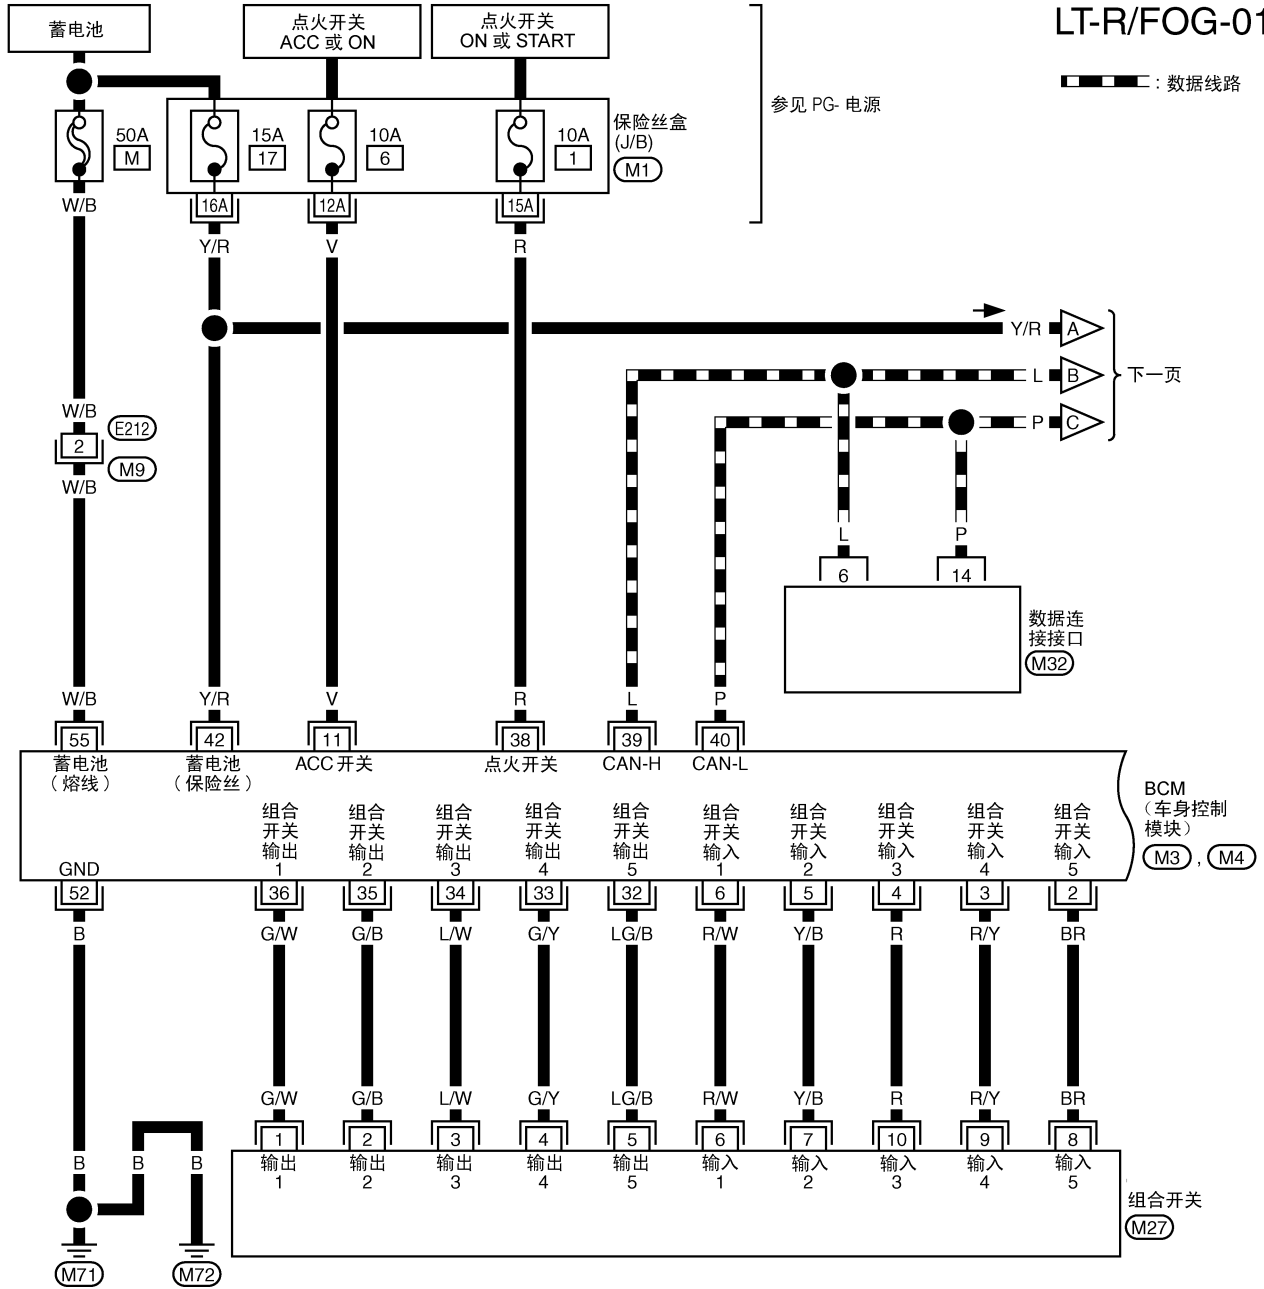 LT-R/FOG-01
蓄电池
点火开关
ACC 或 ON
点火开关
ON 或 START
: 数据线路
参见 PG- 电源
50A
M
15A
17
10A
6
10A
1
保险丝盒
(J/B)
M1
16A
12A
15A
W/B
Y/R
V
R
Y/R
A
L
B
下一页
P
C
W/B
E212
2
M9
W/B
L
P
6
14
数据连
接接口
M32
W/B
Y/R
V
R
L
P
55
42
11
38
39
40
蓄电池
(熔线)
蓄电池
(保险丝)
ACC 开关
点火开关
CAN-H
CAN-L
BCM
(车身控制
模块)
M3 , M4
GND
组合
开关
输出
1
组合
开关
输出
2
组合
开关
输出
3
组合
开关
输出
4
组合
开关
输出
5
组合
开关
输入
1
组合
开关
输入
2
组合
开关
输入
3
组合
开关
输入
4
组合
开关
输入
5
52
36
35
34
33
32
6
5
4
3
2
B
G/W
G/B
L/W
G/Y
LG/B
R/W
Y/B
R
R/Y
BR
G/W
G/B
L/W
G/Y
LG/B
R/W
Y/B
R
R/Y
BR
1
2
3
4
5
6
7
10
9
8
B
B
B
输出
1
输出
2
输出
3
输出
4
输出
5
输入
1
输入
2
输入
3
输入
4
输入
5
组合开关
M27
M71
M72